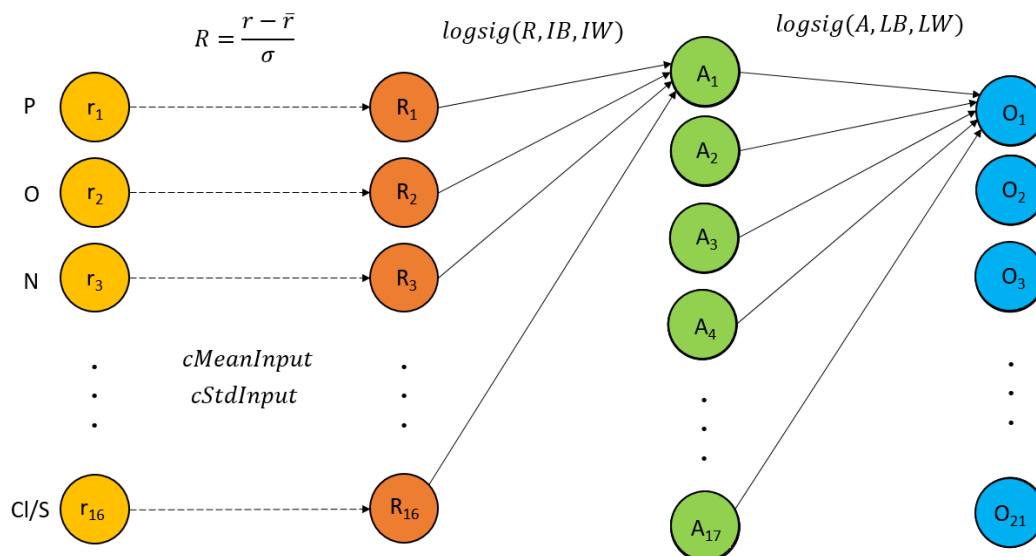 R = (r − r̄)/σ
logsig(R, IB, IW)
logsig(A, LB, LW)
P
r₁
R₁
A₁
O₁
A₂
O
r₂
R₂
O₂
A₃
N
r₃
R₃
O₃
A₄
cMeanInput
cStdInput
Cl/S
r₁₆
R₁₆
A₁₇
O₂₁